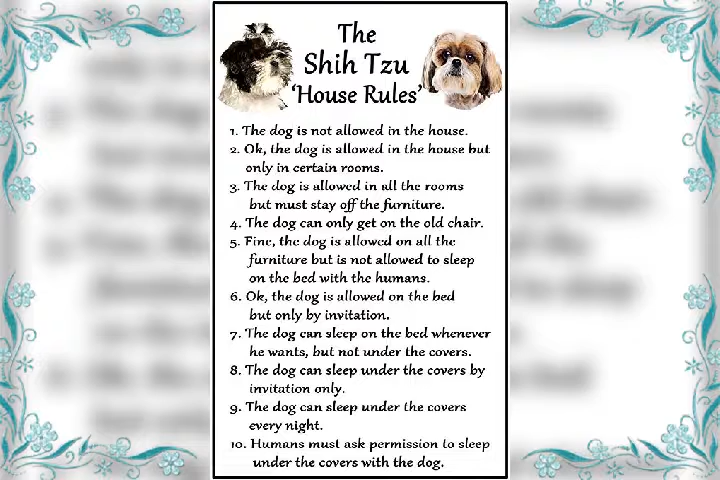 The
Shih Tzu
'House Rules'
1. The dog is not allowed in the house.
2. Ok, the dog is allowed in the house but
only in certain rooms.
3. The dog is allowed in all the rooms
but must stay off the furniture.
4. The dog can only get on the old chair.
5. Fine, the dog is allowed on all the
furniture but is not allowed to sleep
on the bed with the humans.
6. Ok, the dog is allowed on the bed
but only by invitation.
7. The dog can sleep on the bed whenever
he wants, but not under the covers.
8. The dog can sleep under the covers by
invitation only.
9. The dog can sleep under the covers
every night.
10. Humans must ask permission to sleep
under the covers with the dog.